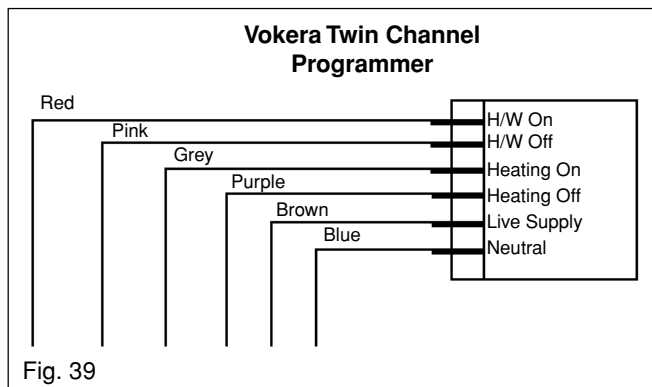 Vokera Twin Channel
Programmer
Red
H/W On
Pink
H/W Off
Grey
Heating On
Purple
Heating Off
Brown
Live Supply
Blue
Neutral
Fig. 39